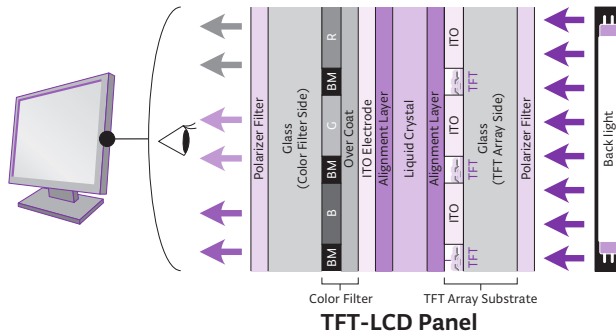 Polarizer Filter
Glass
(Color Filter Side)
R
BM
G
BM
B
BM
Over Coat
ITO Electrode
Alignment Layer
Liquid Crystal
Alignment Layer
ITO
TFT
ITO
TFT
ITO
TFT
Glass
(TFT Array Side)
Polarizer Filter
Back light
Color Filter
TFT Array Substrate
TFT-LCD Panel